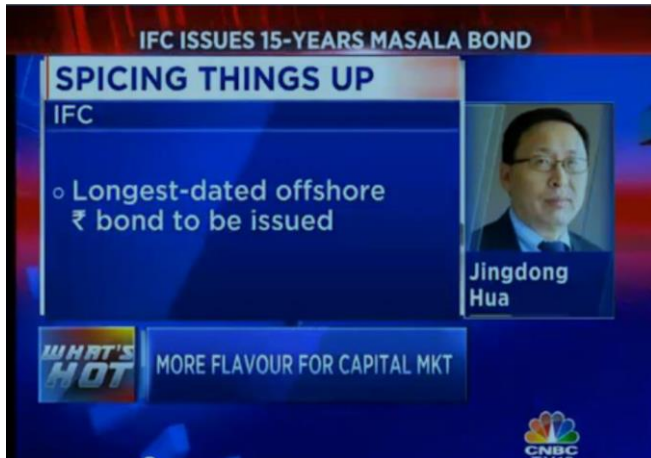 IFC ISSUES 15-YEARS MASALA BOND
SPICING THINGS UP
IFC
Longest-dated offshore
₹ bond to be issued
Jingdong
Hua
WHAT'S
HOT
MORE FLAVOUR FOR CAPITAL MKT
CNBC